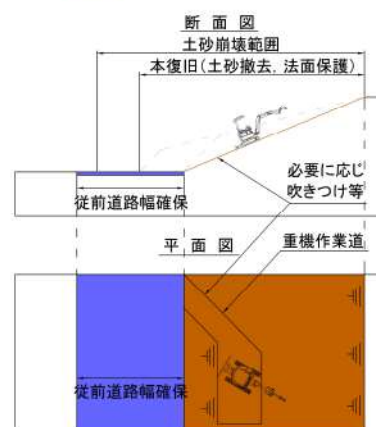 断面図
土砂崩壊範囲
本復旧(土砂撤去,法面保護)
必要に応じ
吹きつけ等
従前道路幅確保
平面図
重機作業道
従前道路幅確保